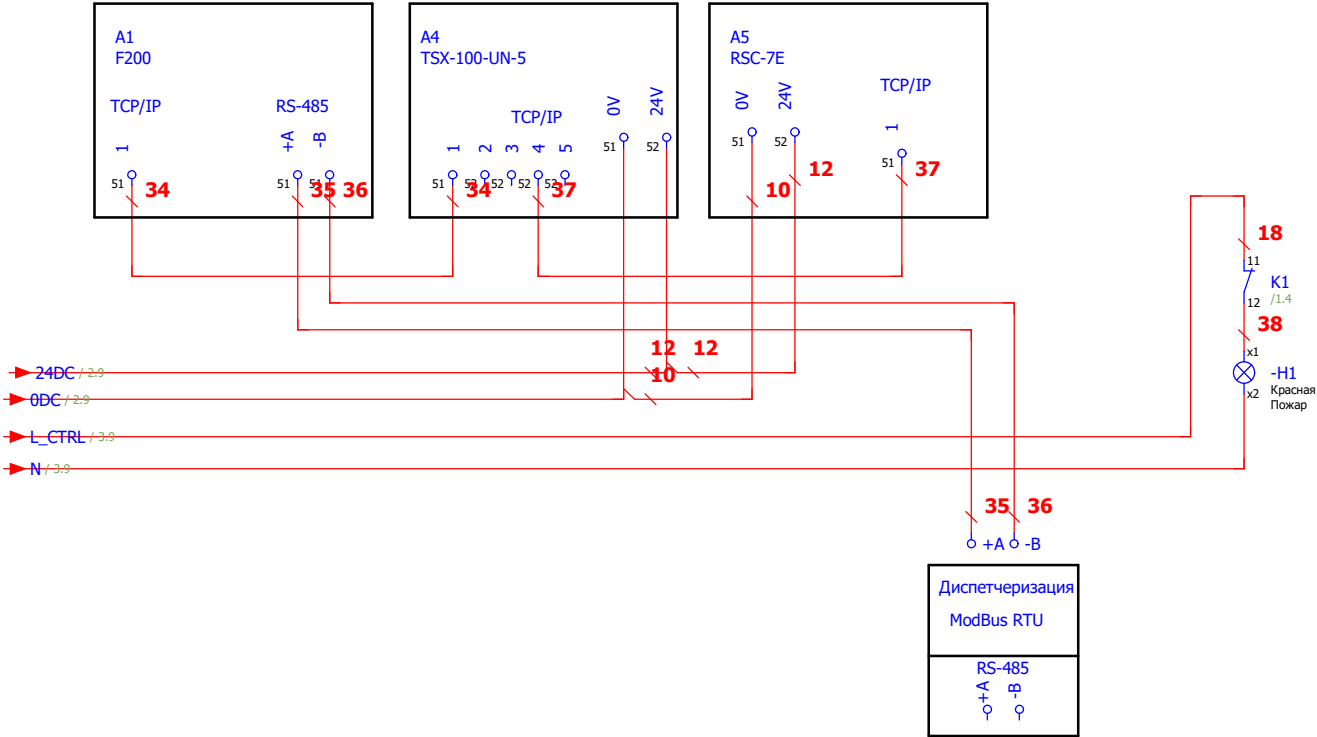 A1
F200
TCP/IP
RS-485
1
+A
-B
51
51
51
34
35
36
A4
TSX-100-UN-5
TCP/IP
0V
24V
1
2
3
4
5
51
52
52
52
52
51
52
34
37
A5
RSC-7E
0V
24V
TCP/IP
1
51
52
51
10
12
37
18
11
K1
/1.4
12
38
x1
-H1
x2
Красная
Пожар
12
12
10
24DC / 2.9
0DC / 2.9
L_CTRL / 3.9
N / 3.9
35
36
+A
-B
Диспетчеризация
ModBus RTU
RS-485
+A
-B